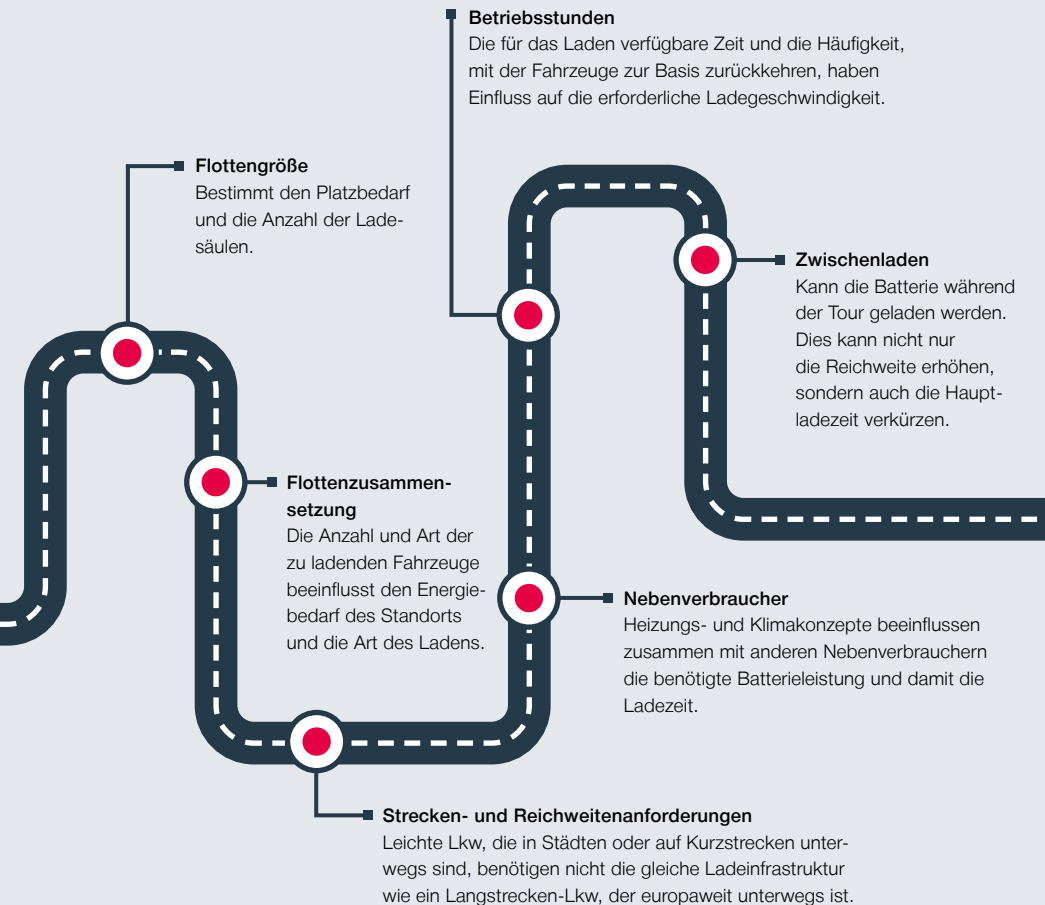 Betriebsstunden
Die für das Laden verfügbare Zeit und die Häufigkeit,
mit der Fahrzeuge zur Basis zurückkehren, haben
Einfluss auf die erforderliche Ladegeschwindigkeit.
Flottengröße
Bestimmt den Platzbedarf
und die Anzahl der Lade-
säulen.
Zwischenladen
Kann die Batterie während
der Tour geladen werden.
Dies kann nicht nur
die Reichweite erhöhen,
sondern auch die Haupt-
ladezeit verkürzen.
Flottenzusammen-
setzung
Die Anzahl und Art der
zu ladenden Fahrzeuge
beeinflusst den Energie-
bedarf des Standorts
und die Art des Ladens.
Nebenverbraucher
Heizungs- und Klimakonzepte beeinflussen
zusammen mit anderen Nebenverbrauchern
die benötigte Batterieleistung und damit die
Ladezeit.
Strecken- und Reichweitenanforderungen
Leichte Lkw, die in Städten oder auf Kurzstrecken unter-
wegs sind, benötigen nicht die gleiche Ladeinfrastruktur
wie ein Langstrecken-Lkw, der europaweit unterwegs ist.